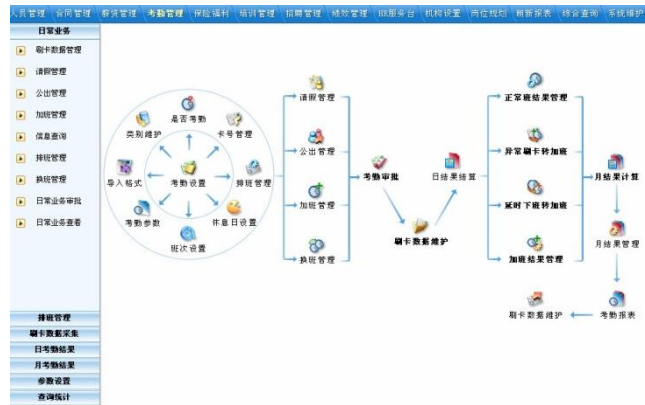 人员管理 合同管理 薪资管理 考勤管理 保险福利 培训管理 招聘管理 绩效管理 HR服务台 机构设置 岗位规划 稍新报表 综合查询 系统维护
日常业务
刷卡数据管理
请假管理
公出管理
加班管理
信息查询
排班管理
换班管理
日常业务审批
日常业务查看
排班管理
刷卡数据采集
日考勤结果
月考勤结果
参数设置
查询统计
是否考勤
类别维护
卡号管理
导入格式
考勤设置
排班管理
考勤参数
休息日设置
班次设置
请假管理
公出管理
加班管理
换班管理
考勤审批
刷卡数据维护
日结果结算
正常班结果管理
异常刷卡转加班
延时下班转加班
加班结果管理
月结果计算
月结果管理
考勤报表
刷卡数据维护